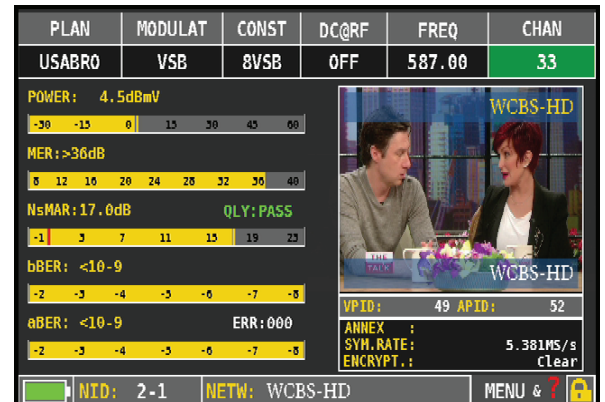 PLAN MODULAT CONST DC@RF FREQ CHAN
USABRO VSB 8VSB OFF 587.00 33
POWER: 4.5dBmV
-30 -15 0 15 30 45 60
MER:>36dB
8 12 16 20 24 28 32 36 40
NsMAR:17.0dB QLY:PASS
-1 3 7 11 15 19 23
bBER: <10-9
-2 -3 -4 -5 -6 -7 -8
aBER: <10-9 ERR:000
-2 -3 -4 -5 -6 -7 -8
WCBS-HD
THE TALK
WCBS-HD
VPID: 49 APID: 52
ANNEX :
SYM.RATE: 5.381MS/s
ENCRYPT.: Clear
NID: 2-1 NETW: WCBS-HD MENU & ?